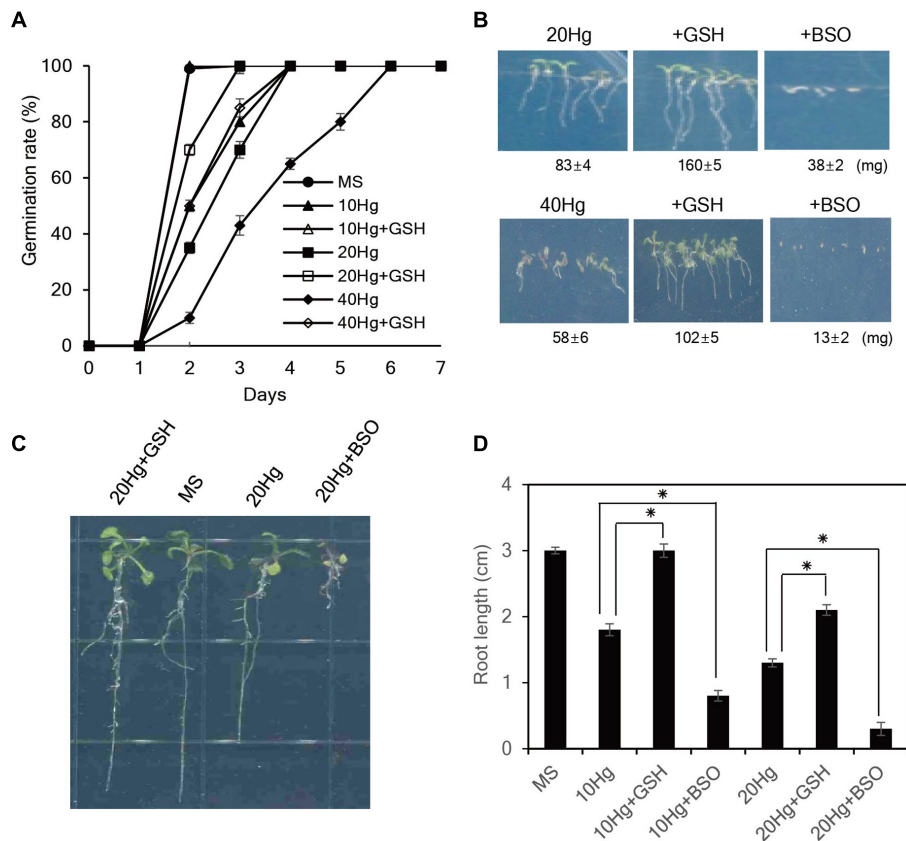 A
Germination rate (%)
100
80
60
40
20
0
0 1 2 3 4 5 6 7
Days
MS
10Hg
10Hg+GSH
20Hg
20Hg+GSH
40Hg
40Hg+GSH
B
20Hg +GSH +BSO
83±4 160±5 38±2 (mg)
40Hg +GSH +BSO
58±6 102±5 13±2 (mg)
C
20Hg+GSH MS 20Hg 20Hg+BSO
D
Root length (cm)
4
3
2
1
0
* * * *
MS 10Hg 10Hg+GSH 10Hg+BSO 20Hg 20Hg+GSH 20Hg+BSO